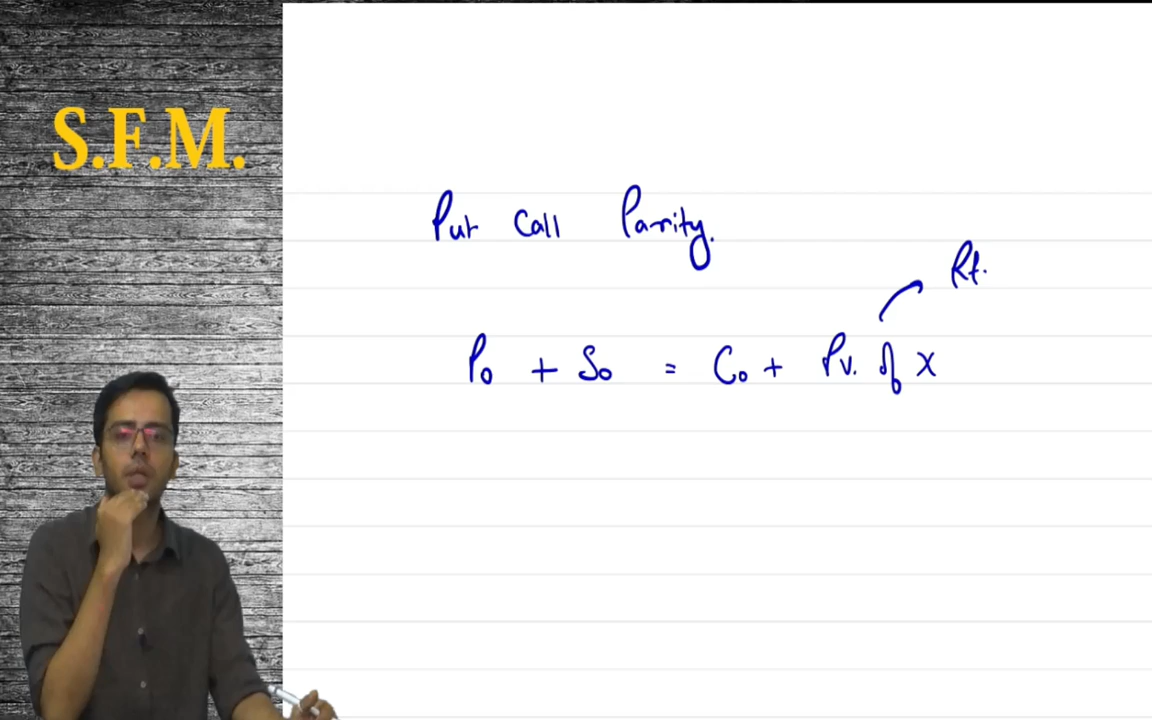 S.F.M.
Put Call Parity.
Rf.
P0 + S0 = C0 + Pv. of X